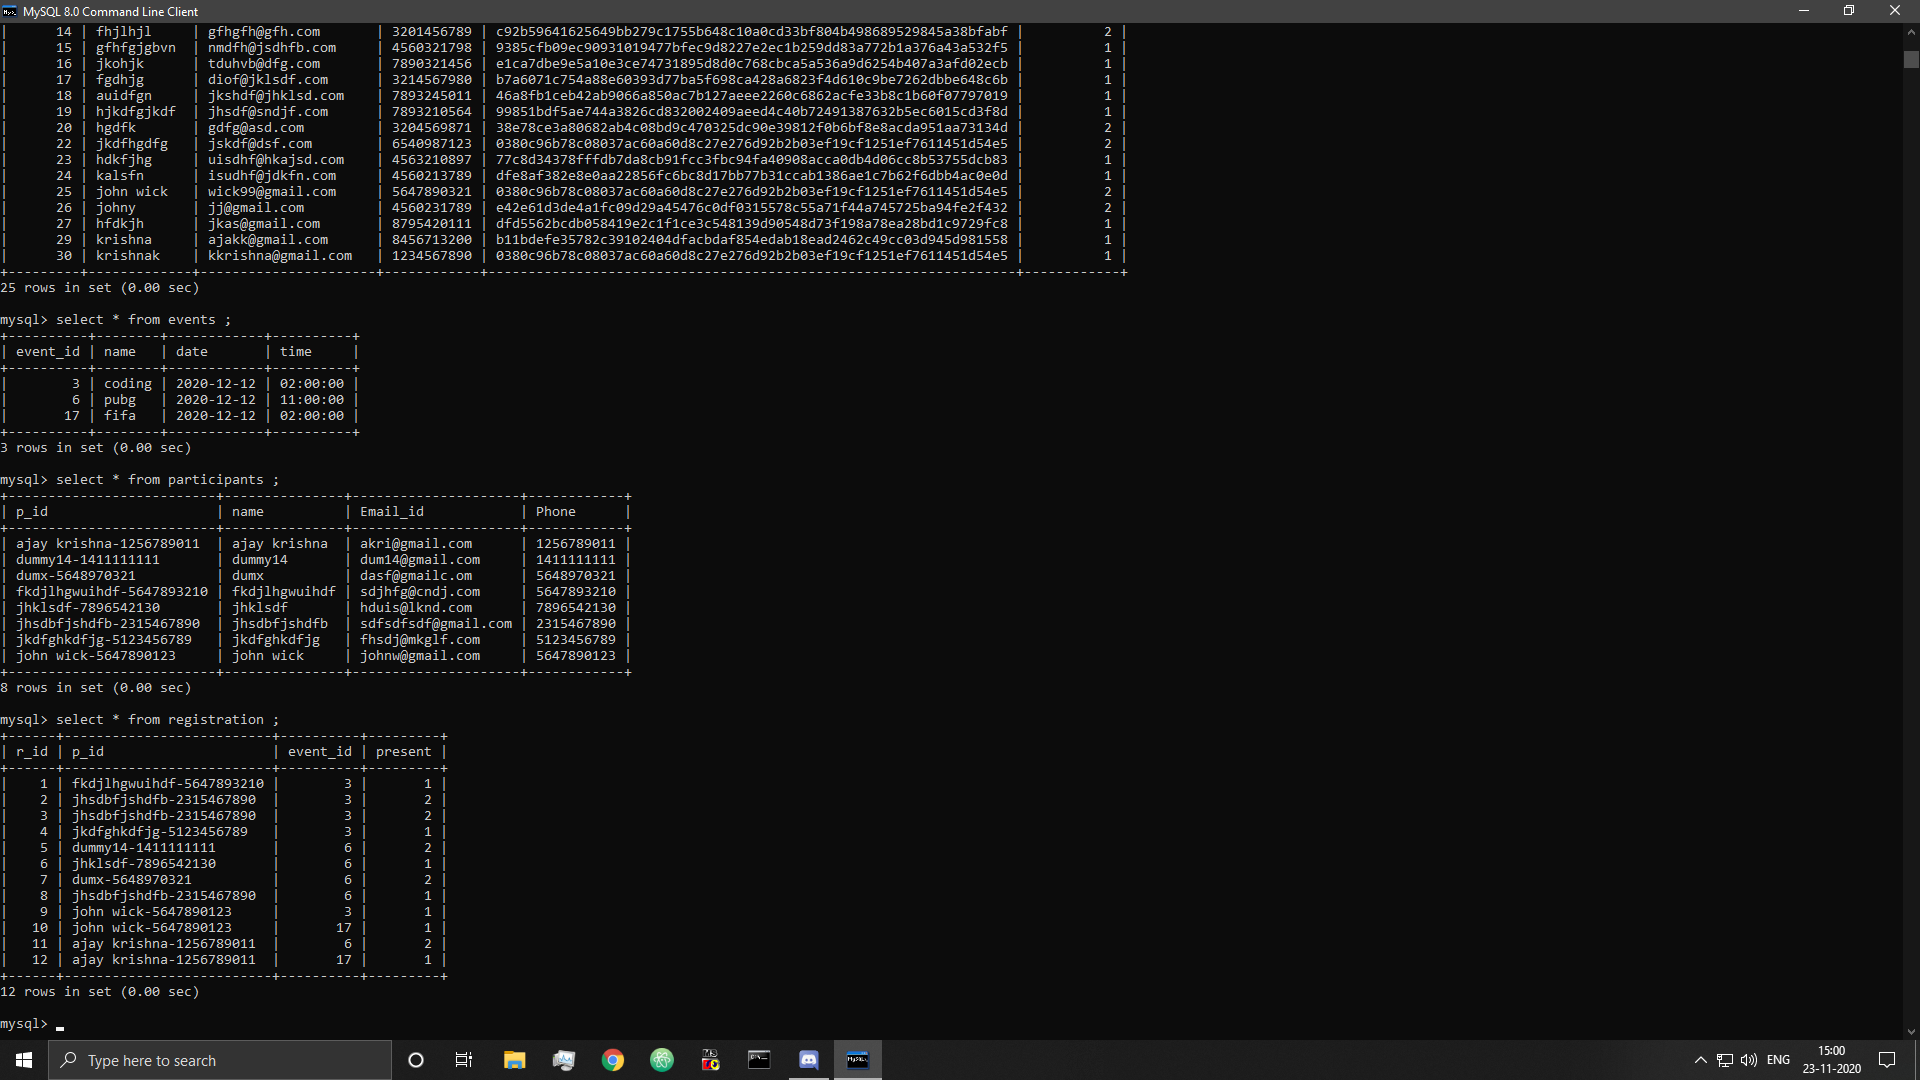 MySQL 8.0 Command Line Client
|      14 | fhjlhjl     | gfhgfh@gfh.com       | 3201456789 | c92b59641625649bb279c1755b648c10a0cd33bf804b498689529845a38bfabf |          2 |
|      15 | gfhfgjgbvn  | nmdfh@jsdhfb.com     | 4560321798 | 9385cfb09ec90931019477bfec9d8227e2ec1b259dd83a772b1a376a43a532f5 |          1 |
|      16 | jkohjk      | tduhvb@dfg.com       | 7890321456 | e1ca7dbe9e5a10e3ce74731895d8d0c768cbca5a536a9d6254b407a3afd02ecb |          1 |
|      17 | fgdhjg      | diof@jklsdf.com      | 3214567980 | b7a6071c754a88e60393d77ba5f698ca428a6823f4d610c9be7262dbbe648c6b |          1 |
|      18 | auidfgn     | jkshdf@jhklsd.com    | 7893245011 | 46a8fb1ceb42ab9066a850ac7b127aeee2260c6862acfe33b8c1b60f07797019 |          1 |
|      19 | hjkdfgjkdf  | jhsdf@sndjf.com      | 7893210564 | 99851bdf5ae744a3826cd832002409aeed4c40b72491387632b5ec6015cd3f8d |          1 |
|      20 | hgdfk       | gdfg@asd.com         | 3204569871 | 38e78ce3a80682ab4c08bd9c470325dc90e39812f0b6bf8e8acda951aa73134d |          2 |
|      22 | jkdfhgdfg   | jskdf@dsf.com        | 6540987123 | 0380c96b78c08037ac60a60d8c27e276d92b2b03ef19cf1251ef7611451d54e5 |          2 |
|      23 | hdkfjhg     | uisdhf@hkajsd.com    | 4563210897 | 77c8d34378fffdb7da8cb91fcc3fbc94fa40908acca0db4d06cc8b53755dcb83 |          1 |
|      24 | kalsfn      | isudhf@jdkfn.com     | 4560213789 | dfe8af382e8e0aa22856fc6bc8d17bb77b31ccab1386ae1c7b62f6dbb4ac0e0d |          1 |
|      25 | john wick   | wick99@gmail.com     | 5647890321 | 0380c96b78c08037ac60a60d8c27e276d92b2b03ef19cf1251ef7611451d54e5 |          2 |
|      26 | johny       | jj@gmail.com         | 4560231789 | e42e61d3de4a1fc09d29a45476c0df0315578c55a71f44a745725ba94fe2f432 |          2 |
|      27 | hfdkjh      | jkas@gmail.com       | 8795420111 | dfd5562bcdb058419e2c1f1ce3c548139d90548d73f198a78ea28bd1c9729fc8 |          1 |
|      29 | krishna     | ajakk@gmail.com      | 8456713200 | b11bdefe35782c39102404dfacbdaf854edab18ead2462c49cc03d945d981558 |          1 |
|      30 | krishnak    | kkrishna@gmail.com   | 1234567890 | 0380c96b78c08037ac60a60d8c27e276d92b2b03ef19cf1251ef7611451d54e5 |          1 |
25 rows in set (0.00 sec)
mysql> select * from events ;
| event_id | name   | date       | time     |
|        3 | coding | 2020-12-12 | 02:00:00 |
|        6 | pubg   | 2020-12-12 | 11:00:00 |
|       17 | fifa   | 2020-12-12 | 02:00:00 |
3 rows in set (0.00 sec)
mysql> select * from participants ;
| p_id                     | name          | Email_id            | Phone      |
| ajay krishna-1256789011  | ajay krishna  | akri@gmail.com      | 1256789011 |
| dummy14-1411111111       | dummy14       | dum14@gmail.com     | 1411111111 |
| dumx-5648970321          | dumx          | dasf@gmailc.om      | 5648970321 |
| fkdjlhgwuihdf-5647893210 | fkdjlhgwuihdf | sdjhfg@cndj.com     | 5647893210 |
| jhklsdf-7896542130       | jhklsdf       | hduis@lknd.com      | 7896542130 |
| jhsdbfjshdfb-2315467890  | jhsdbfjshdfb  | sdfsdfsdf@gmail.com | 2315467890 |
| jkdfghkdfjg-5123456789   | jkdfghkdfjg   | fhsdj@mkglf.com     | 5123456789 |
| john wick-5647890123     | john wick     | johnw@gmail.com     | 5647890123 |
8 rows in set (0.00 sec)
mysql> select * from registration ;
| r_id | p_id                     | event_id | present |
|    1 | fkdjlhgwuihdf-5647893210 |        3 |       1 |
|    2 | jhsdbfjshdfb-2315467890  |        3 |       2 |
|    3 | jhsdbfjshdfb-2315467890  |        3 |       2 |
|    4 | jkdfghkdfjg-5123456789   |        3 |       1 |
|    5 | dummy14-1411111111       |        6 |       2 |
|    6 | jhklsdf-7896542130       |        6 |       1 |
|    7 | dumx-5648970321          |        6 |       2 |
|    8 | jhsdbfjshdfb-2315467890  |        6 |       1 |
|    9 | john wick-5647890123     |        3 |       1 |
|   10 | john wick-5647890123     |       17 |       1 |
|   11 | ajay krishna-1256789011  |        6 |       2 |
|   12 | ajay krishna-1256789011  |       17 |       1 |
12 rows in set (0.00 sec)
mysql>
Type here to search
ENG
15:00
23-11-2020